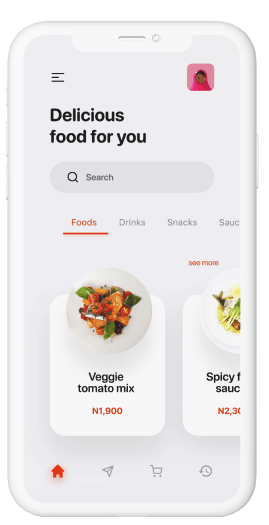 Delicious
food for you
Search
Foods Drinks Snacks Sauc
see more
Veggie
tomato mix
N1,900
Spicy f
sauc
N2,30